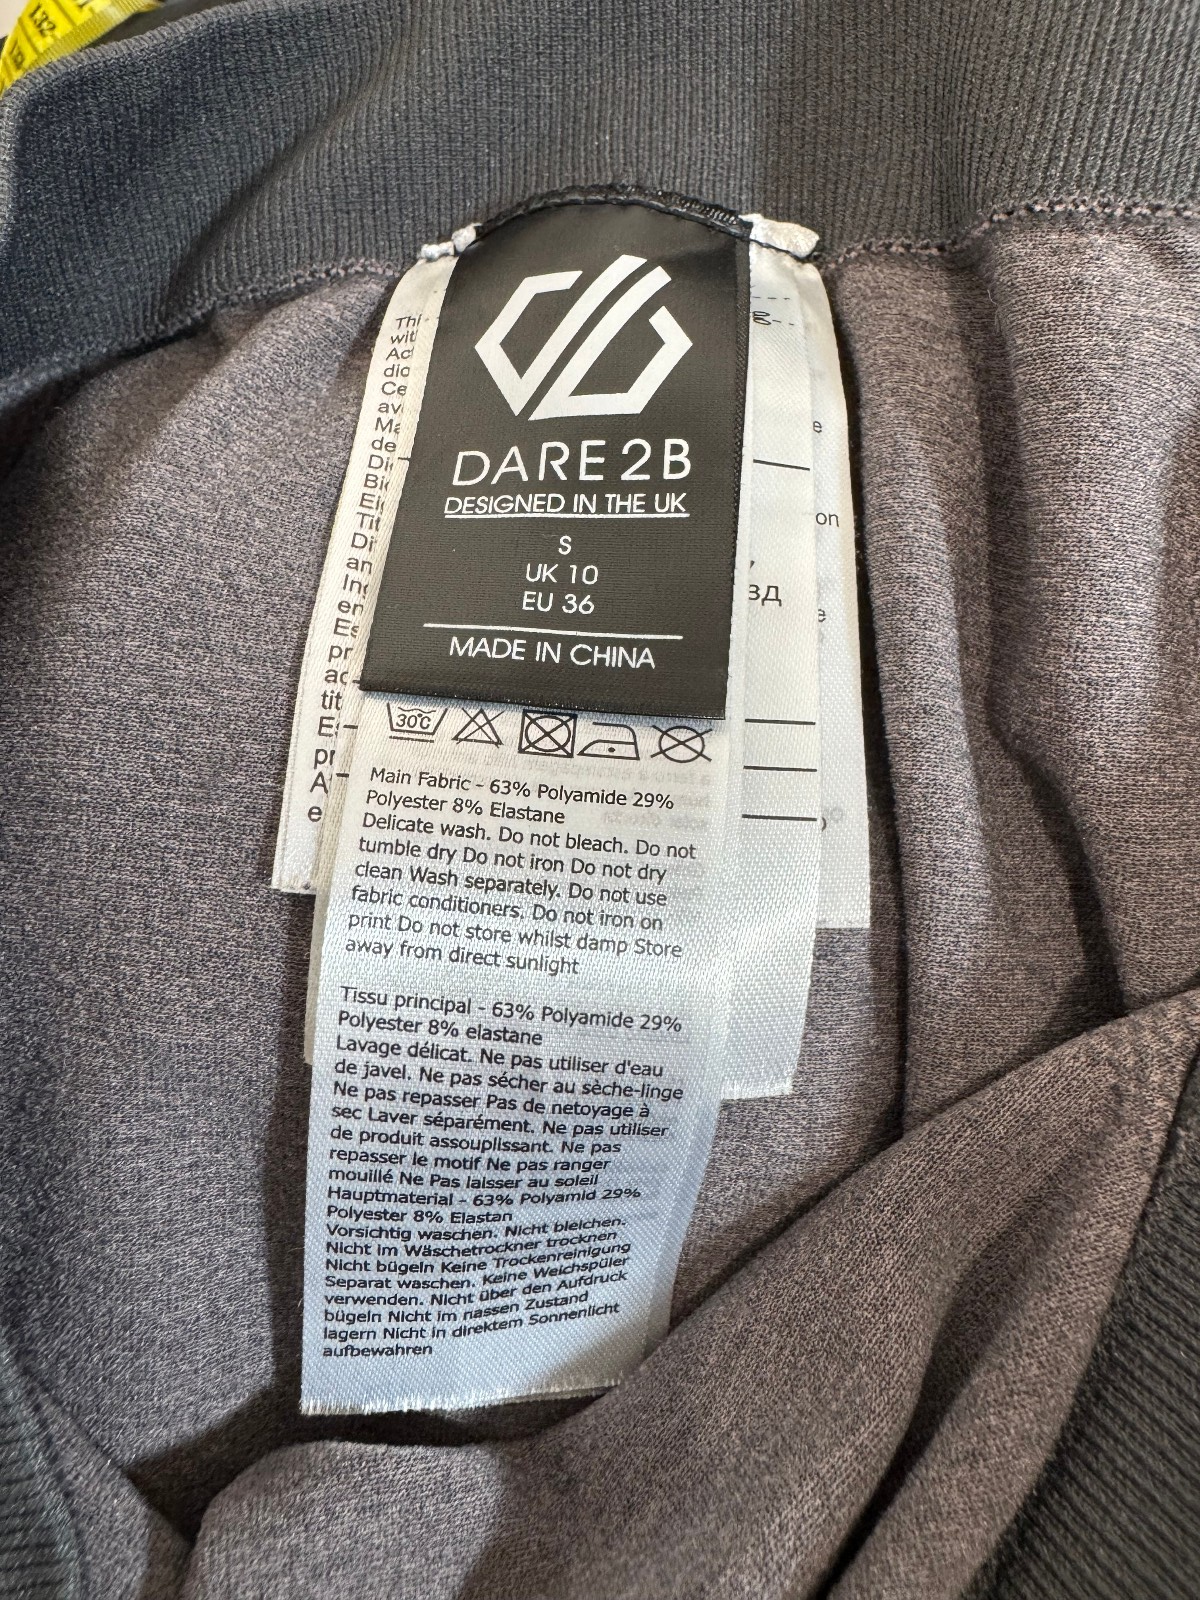 132
DARE 2B
DESIGNED IN THE UK
S
UK 10
EU 36
MADE IN CHINA
30°C
Main Fabric - 63% Polyamide 29%
Polyester 8% Elastane
Delicate wash. Do not bleach. Do not
tumble dry Do not iron Do not dry
clean Wash separately. Do not use
fabric conditioners. Do not iron on
print Do not store whilst damp Store
away from direct sunlight
Tissu principal - 63% Polyamide 29%
Polyester 8% elastane
Lavage délicat. Ne pas utiliser d'eau
de javel. Ne pas sécher au sèche-linge
Ne pas repasser Pas de netoyage à
sec Laver séparément. Ne pas utiliser
de produit assouplissant. Ne pas
repasser le motif Ne pas ranger
mouillé Ne Pas laisser au soleil
Hauptmaterial - 63% Polyamid 29%
Polyester 8% Elastan
Vorsichtig waschen. Nicht bleichen.
Nicht im Wäschetrockner trocknen
Nicht bügeln Keine Trockenreinigung
Separat waschen. Keine Weichspüler
verwenden. Nicht über den Aufdruck
bügeln Nicht im nassen Zustand
lagern Nicht in direktem Sonnenlicht
aufbewahren